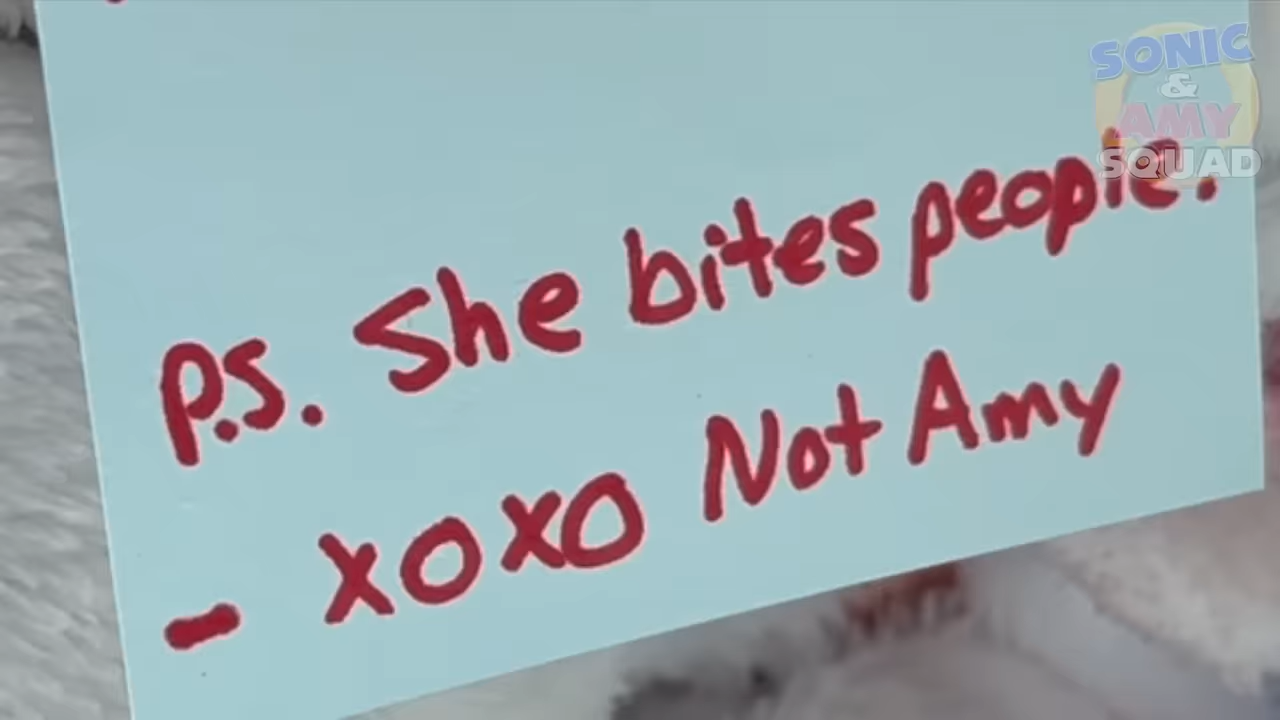 SONIC
&
AMY
SQUAD
P.S. She bites people.
- xoxo Not Amy